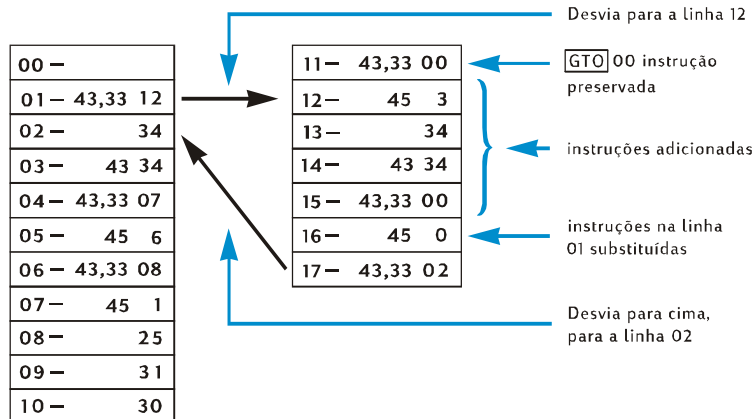 00 –
01 – 43,33 12
02 – 34
03 – 43 34
04 – 43,33 07
05 – 45 6
06 – 43,33 08
07 – 45 1
08 – 25
09 – 31
10 – 30
11 – 43,33 00
12 – 45 3
13 – 34
14 – 43 34
15 – 43,33 00
16 – 45 0
17 – 43,33 02
Desvia para a linha 12
GTO 00 instrução
preservada
instruções adicionadas
instruções na linha
01 substituídas
Desvia para cima,
para a linha 02